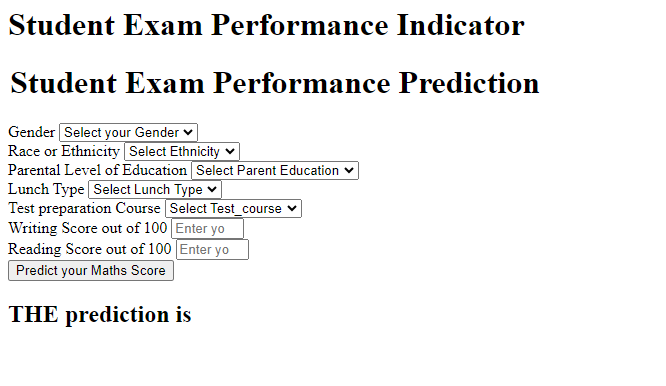 Student Exam Performance Indicator
Student Exam Performance Prediction
Gender Select your Gender
Race or Ethnicity Select Ethnicity
Parental Level of Education Select Parent Education
Lunch Type Select Lunch Type
Test preparation Course Select Test_course
Writing Score out of 100 Enter yo
Reading Score out of 100 Enter yo
Predict your Maths Score
THE prediction is